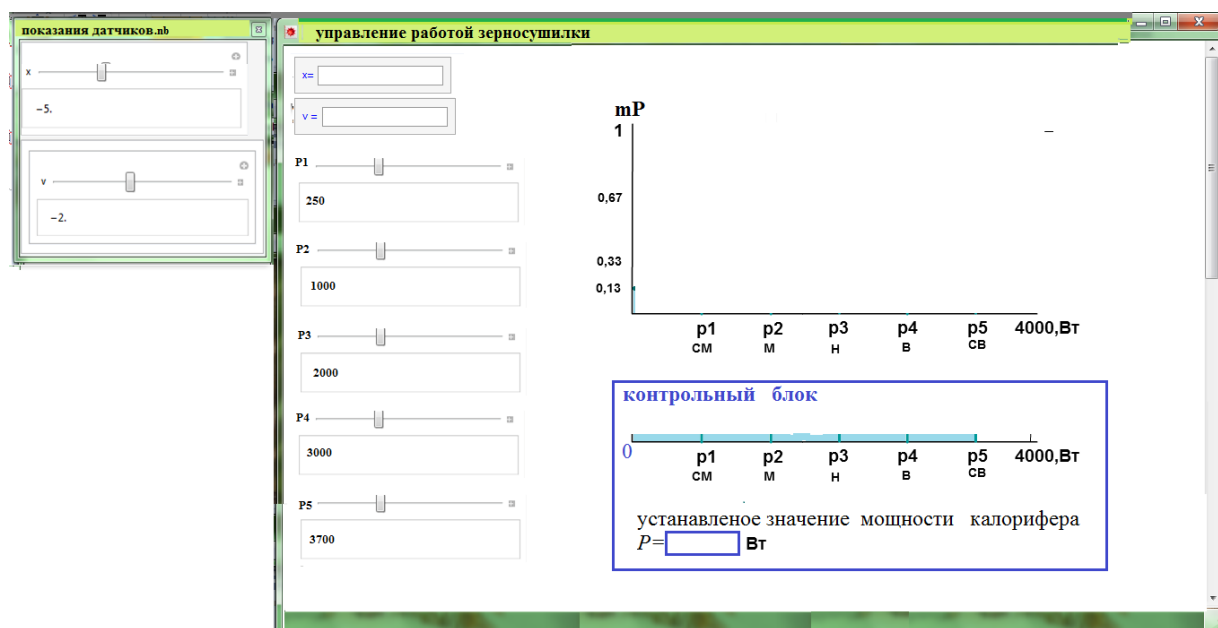 показания датчиков.nb
x
-5.
v
-2.
управление работой зерносушилки
x=
v =
P1
250
P2
1000
P3
2000
P4
3000
P5
3700
mP
1
0,67
0,33
0,13
p1 p2 p3 p4 p5 4000,Вт
СМ М Н В СВ
контрольный блок
0
p1 p2 p3 p4 p5 4000,Вт
СМ М Н В СВ
устанавленое значение мощности калорифера
P= Вт